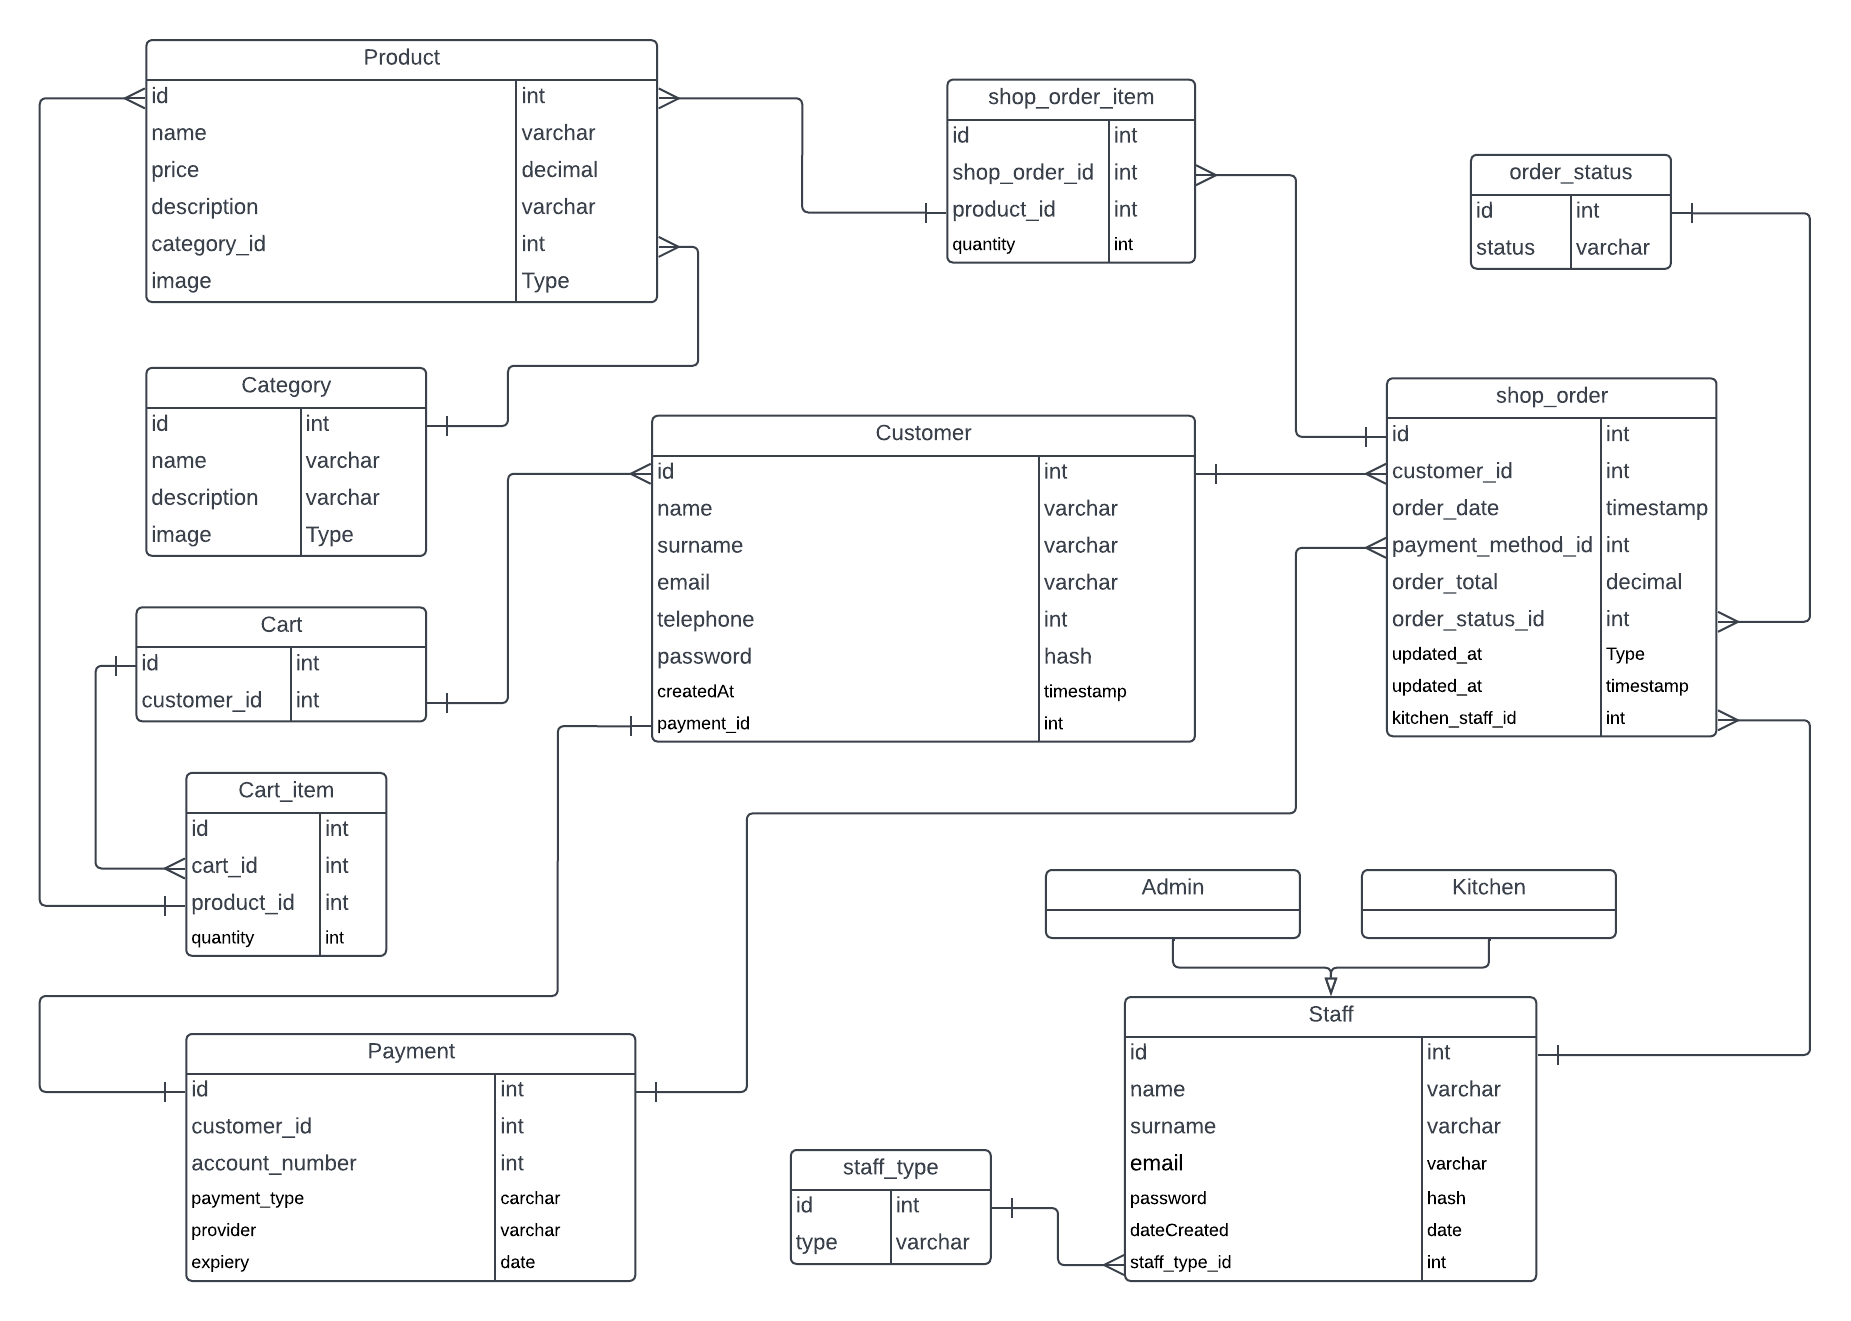 Product
id int
name varchar
price decimal
description varchar
category_id int
image Type
shop_order_item
id int
shop_order_id int
product_id int
quantity int
order_status
id int
status varchar
Category
id int
name varchar
description varchar
image Type
Customer
id int
name varchar
surname varchar
email varchar
telephone int
password hash
createdAt timestamp
payment_id int
shop_order
id int
customer_id int
order_date timestamp
payment_method_id int
order_total decimal
order_status_id int
updated_at Type
updated_at timestamp
kitchen_staff_id int
Cart
id int
customer_id int
Cart_item
id int
cart_id int
product_id int
quantity int
Admin
Kitchen
Payment
id int
customer_id int
account_number int
payment_type carchar
provider varchar
expiery date
staff_type
id int
type varchar
Staff
id int
name varchar
surname varchar
email varchar
password hash
dateCreated date
staff_type_id int